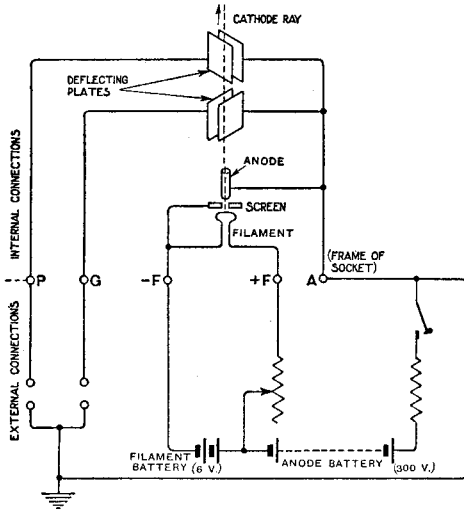 CATHODE RAY
DEFLECTING
PLATES
ANODE
SCREEN
FILAMENT
INTERNAL CONNECTIONS
(FRAME OF
SOCKET)
P
G
-F
+F
A
EXTERNAL CONNECTIONS
FILAMENT
BATTERY (6 V.)
ANODE BATTERY (300 V.)